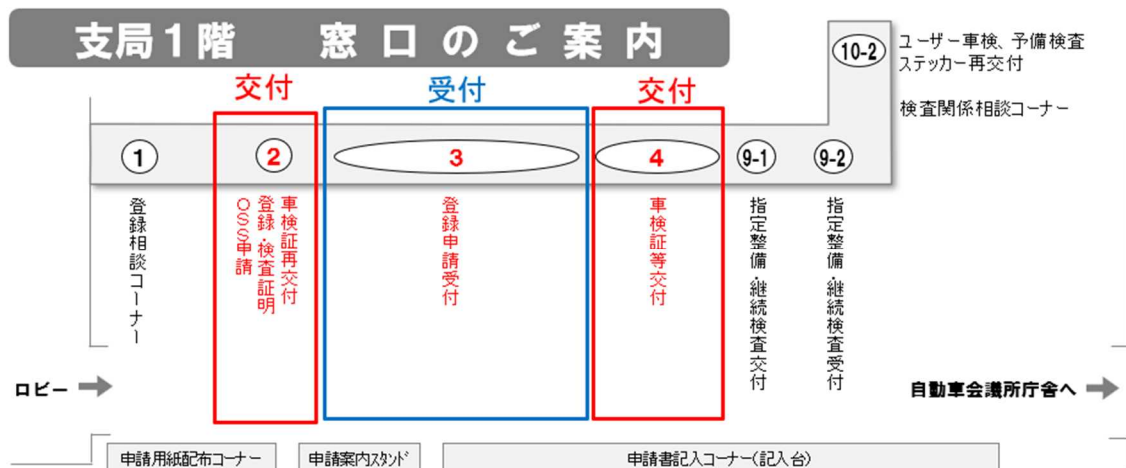 支局1階 窓口のご案内
交付
受付
交付
10-2
ユーザー車検、予備検査
ステッカー再交付
検査関係相談コーナー
1
2
3
4
9-1
9-2
登録相談コーナー
車検証再交付
登録・検査証明
OSS申請
登録申請受付
車検証等交付
指定整備・継続検査交付
指定整備・継続検査受付
ロビー
自動車会議所庁舎へ
申請用紙配布コーナー
申請案内スタンド
申請書記入コーナー(記入台)